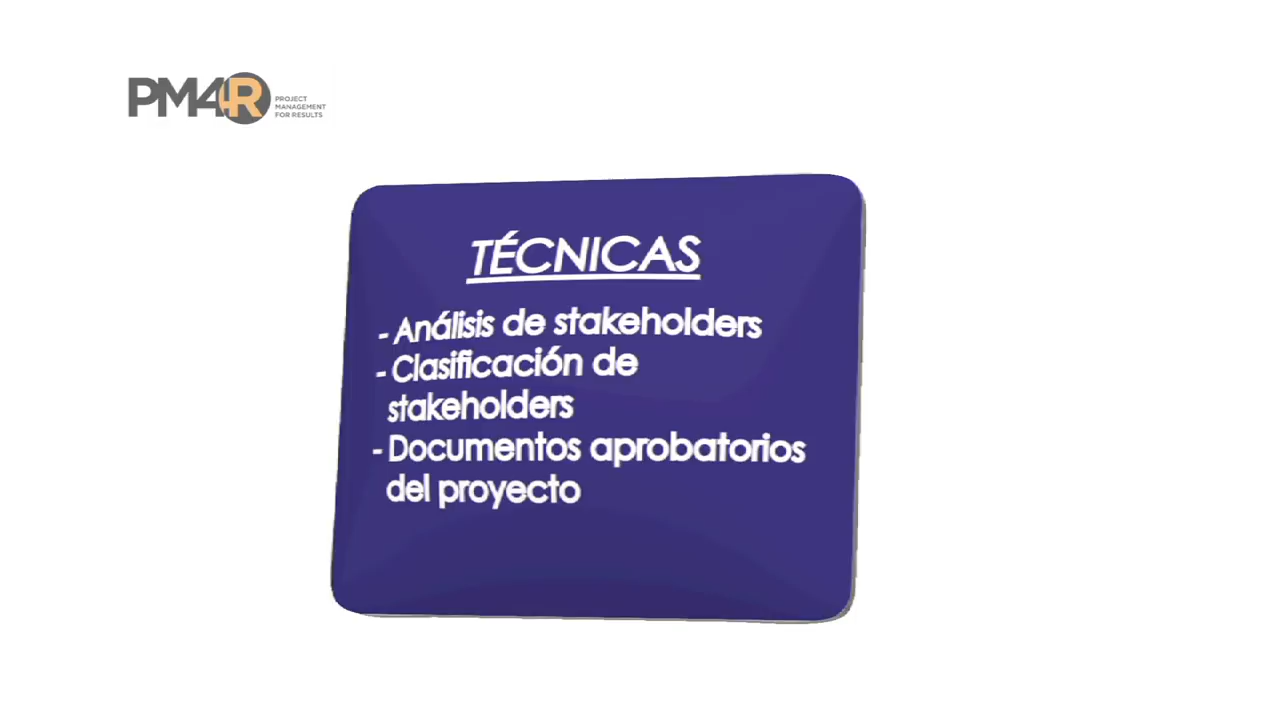 PM4R
PROJECT
MANAGEMENT
FOR RESULTS
TÉCNICAS
- Análisis de stakeholders
- Clasificación de
stakeholders
- Documentos aprobatorios
del proyecto